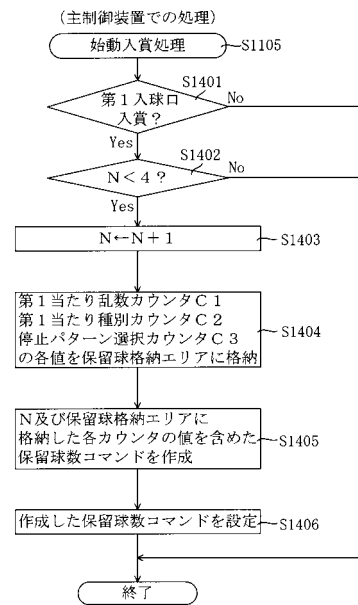 (主制御装置での処理)
始動入賞処理
S1105
S1401
第1入球口
入賞?
No
Yes
S1402
N<4?
No
Yes
N←N+1
S1403
第1当たり乱数カウンタC1
第1当たり種別カウンタC2
停止パターン選択カウンタC3
の各値を保留球格納エリアに格納
S1404
N及び保留球格納エリアに
格納した各カウンタの値を含めた
保留球数コマンドを作成
S1405
作成した保留球数コマンドを設定
S1406
終了